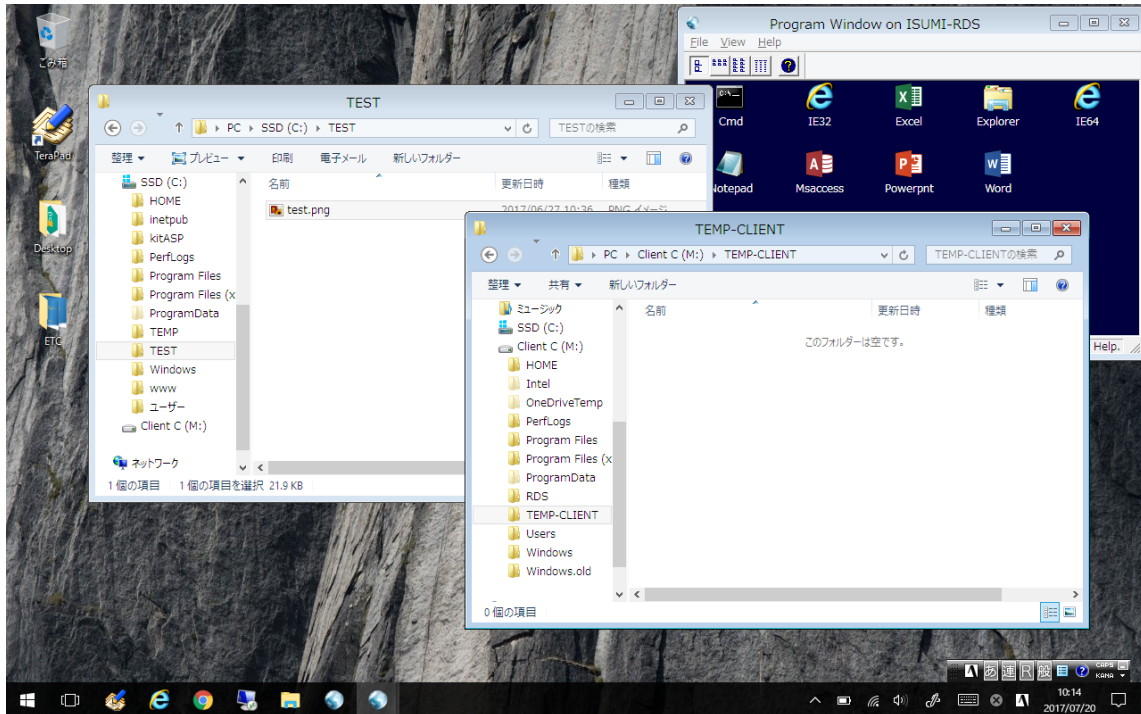 ごみ箱
TeraPad
Desktop
ETC
Program Window on ISUMI-RDS
File View Help
Cmd IE32 Excel Explorer IE64
Notepad Msaccess Powerpnt Word
Help.
TEST
PC SSD (C:) TEST
TESTの検索
整理 プレビュー 印刷 電子メール 新しいフォルダー
SSD (C:)
HOME
inetpub
kitASP
PerfLogs
Program Files
Program Files (x
ProgramData
TEMP
TEST
Windows
www
ユーザー
Client C (M:)
ネットワーク
名前 更新日時 種類
test.png 2017/06/27 10:36 PNG イメージ
1 個の項目 1 個の項目を選択 21.9 KB
TEMP-CLIENT
PC Client C (M:) TEMP-CLIENT
TEMP-CLIENTの検索
整理 共有 新しいフォルダー
ミュージック
SSD (C:)
Client C (M:)
HOME
Intel
OneDriveTemp
PerfLogs
Program Files
Program Files (x
ProgramData
RDS
TEMP-CLIENT
Users
Windows
Windows.old
名前 更新日時 種類
このフォルダーは空です。
0 個の項目
あ 連 R 般 CAPS KANA
10:14
2017/07/20